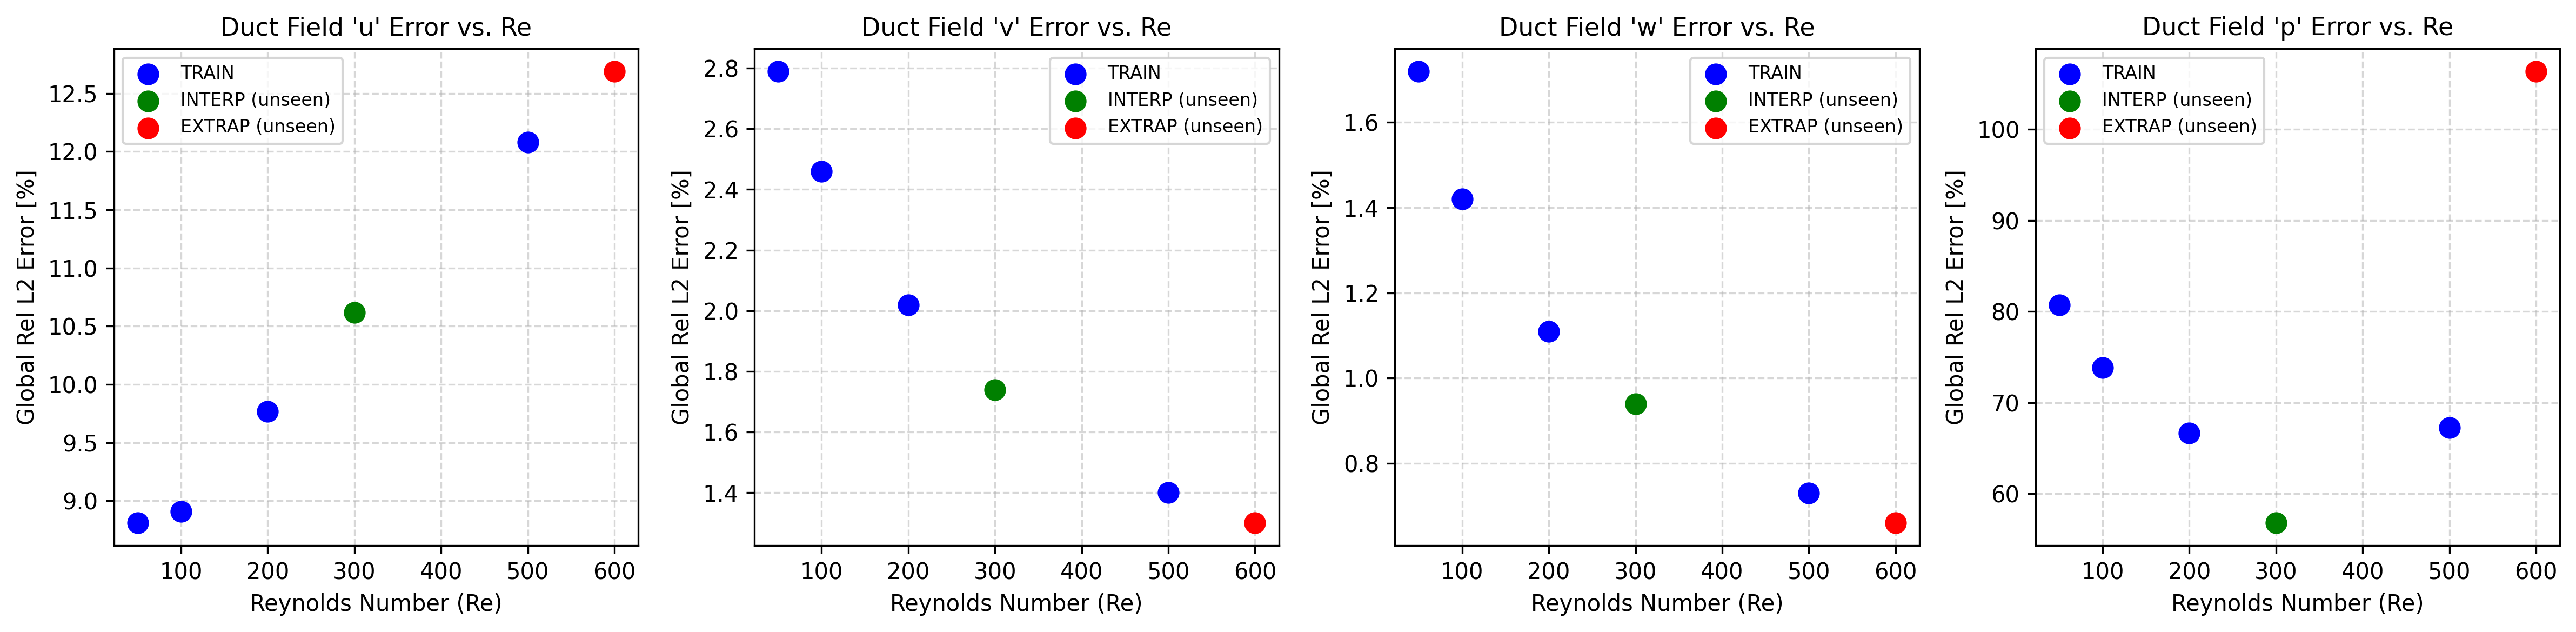 Duct Field 'u' Error vs. Re
TRAIN
INTERP (unseen)
EXTRAP (unseen)
Global Rel L2 Error [%]
12.5
12.0
11.5
11.0
10.5
10.0
9.5
9.0
100 200 300 400 500 600
Reynolds Number (Re)
Duct Field 'v' Error vs. Re
TRAIN
INTERP (unseen)
EXTRAP (unseen)
Global Rel L2 Error [%]
2.8
2.6
2.4
2.2
2.0
1.8
1.6
1.4
100 200 300 400 500 600
Reynolds Number (Re)
Duct Field 'w' Error vs. Re
TRAIN
INTERP (unseen)
EXTRAP (unseen)
Global Rel L2 Error [%]
1.6
1.4
1.2
1.0
0.8
100 200 300 400 500 600
Reynolds Number (Re)
Duct Field 'p' Error vs. Re
TRAIN
INTERP (unseen)
EXTRAP (unseen)
Global Rel L2 Error [%]
100
90
80
70
60
100 200 300 400 500 600
Reynolds Number (Re)